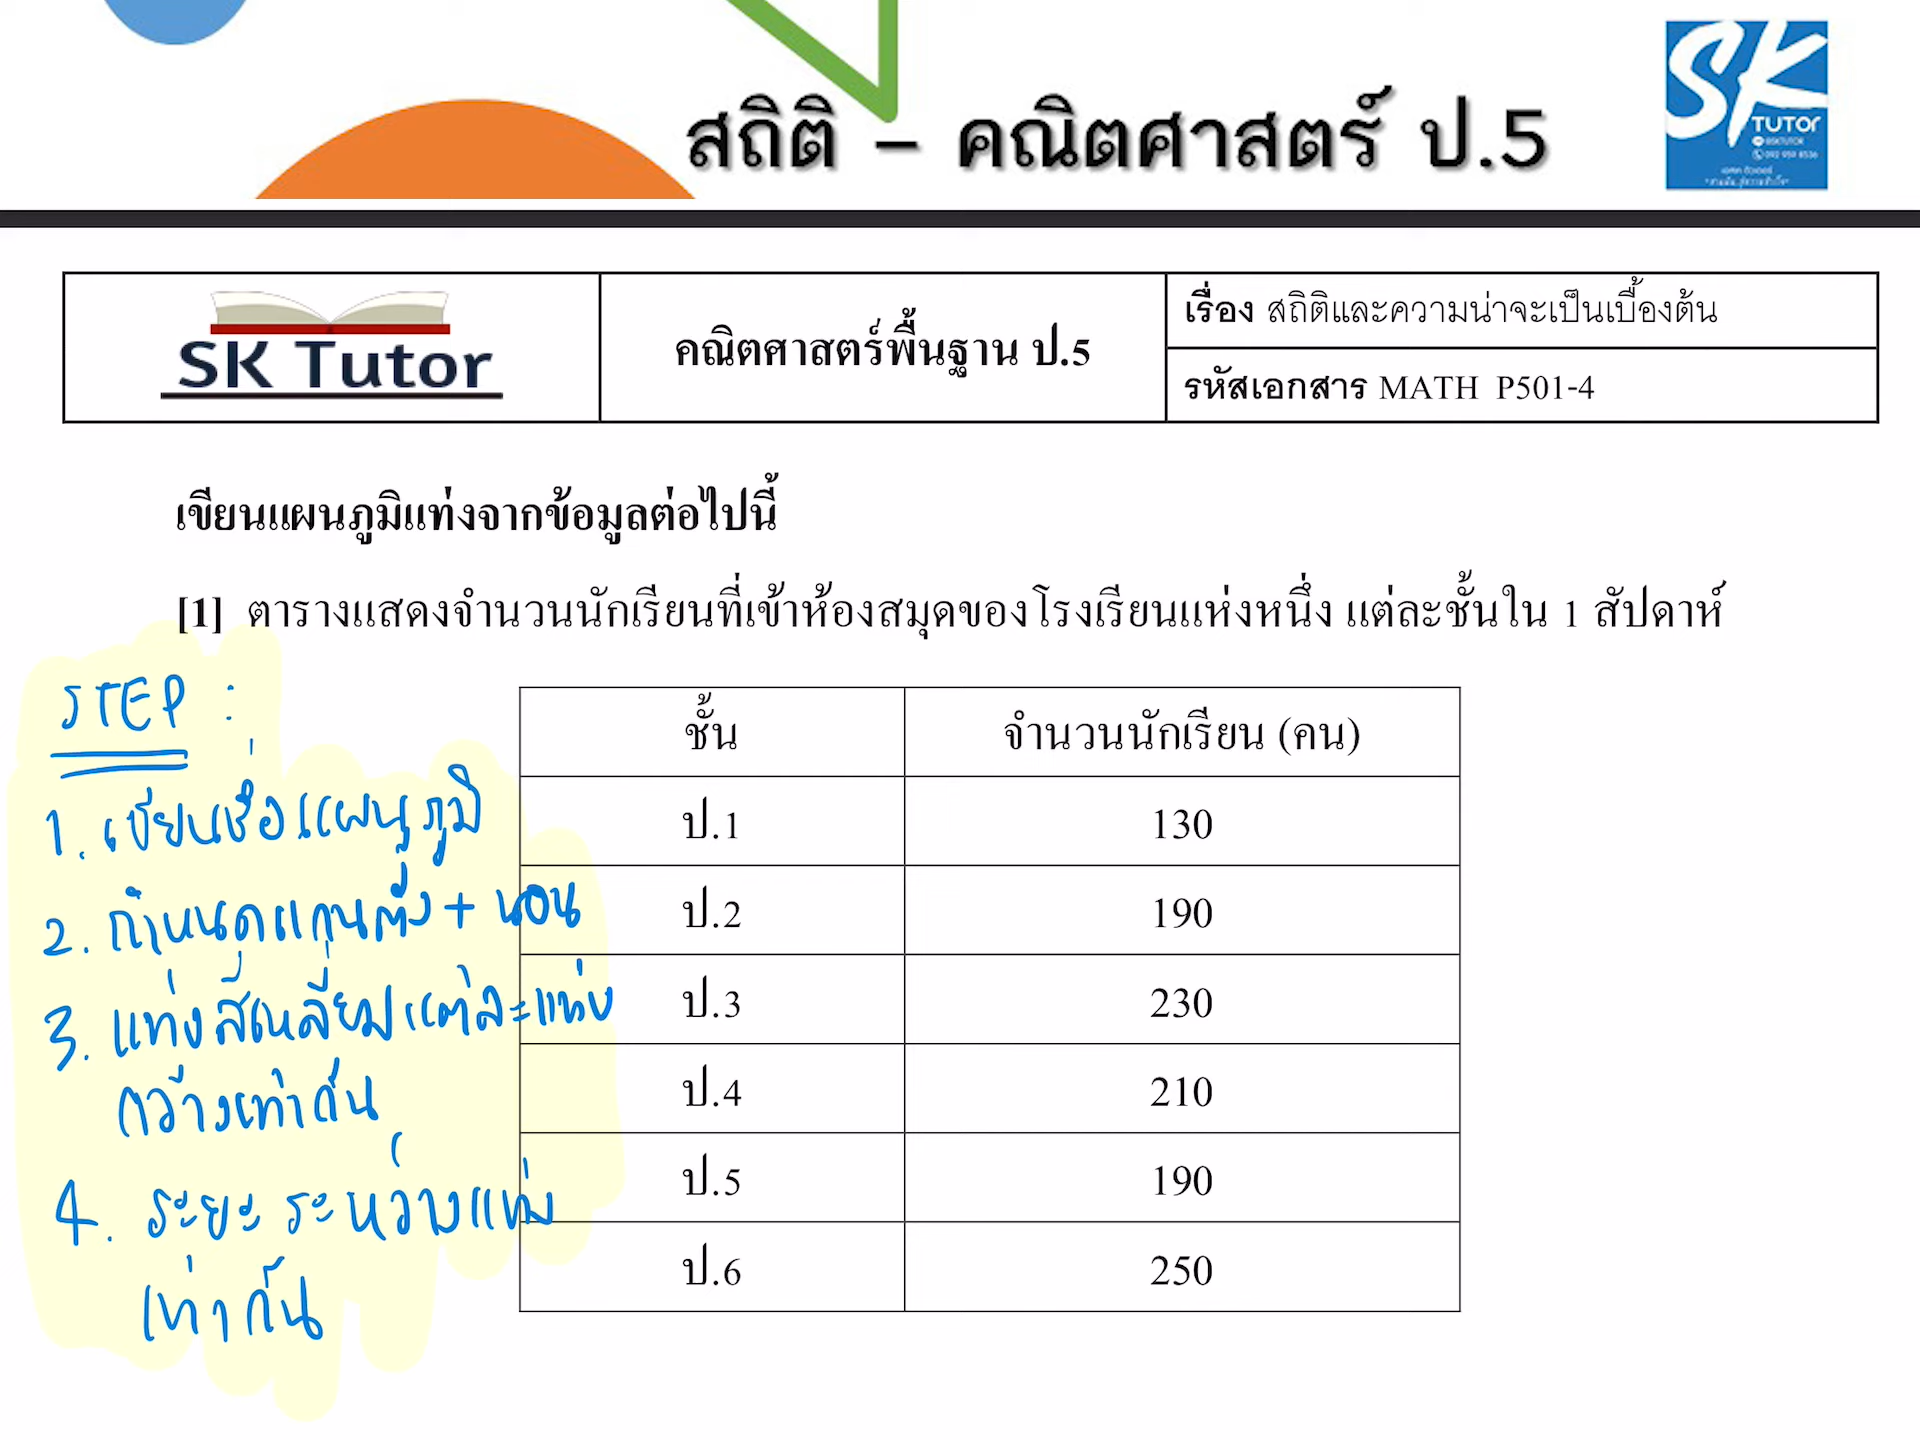 สถิติ – คณิตศาสตร์ ป.5
SK
TUTOR
SK Tutor
คณิตศาสตร์พื้นฐาน ป.5
เรื่อง สถิติและความน่าจะเป็นเบื้องต้น
รหัสเอกสาร MATH P501-4
เขียนแผนภูมิแท่งจากข้อมูลต่อไปนี้
[1] ตารางแสดงจำนวนนักเรียนที่เข้าห้องสมุดของโรงเรียนแห่งหนึ่ง แต่ละชั้นใน 1 สัปดาห์
STEP :
1. เขียนชื่อแผนภูมิ
2. กำหนดแกนตั้ง + นอน
3. แท่งสี่เหลี่ยมแต่ละแท่ง
กว้างเท่ากัน
4. ระยะระหว่างแท่ง
เท่ากัน
ชั้น จำนวนนักเรียน (คน)
ป.1 130
ป.2 190
ป.3 230
ป.4 210
ป.5 190
ป.6 250